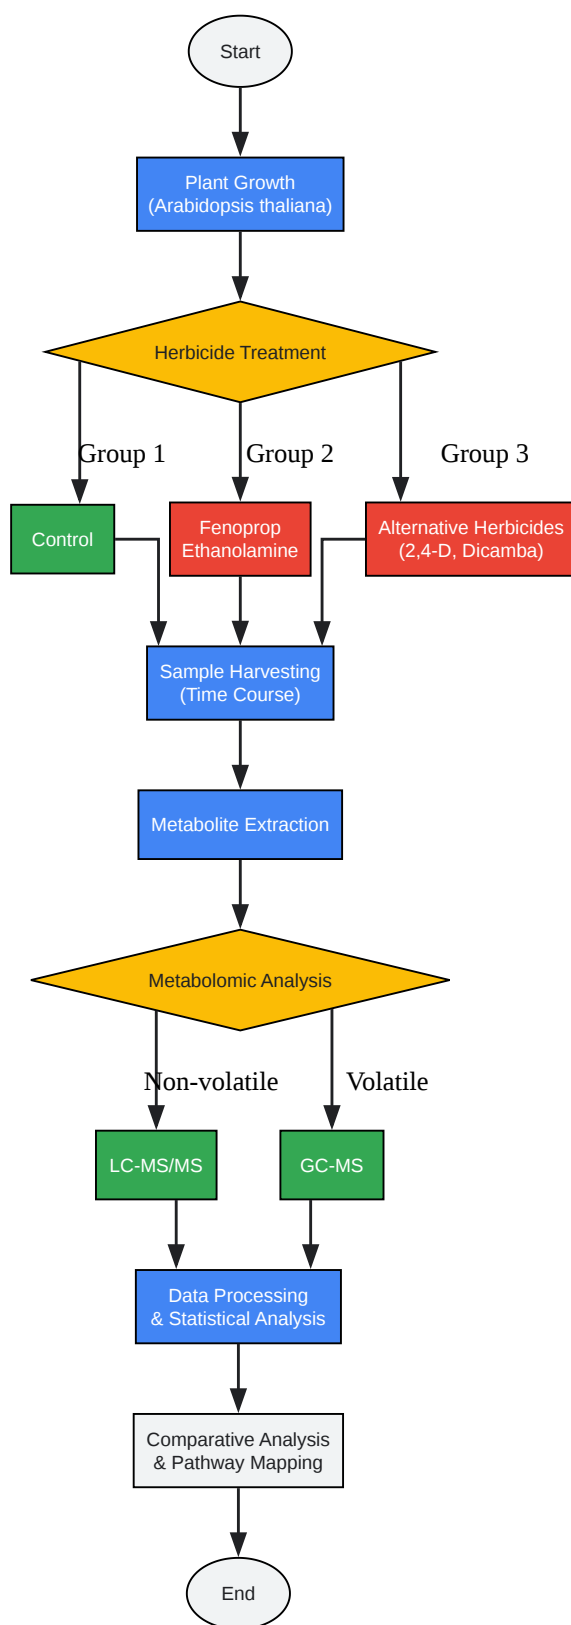 Start
Plant Growth
(Arabidopsis thaliana)
Herbicide Treatment
Group 1
Group 2
Group 3
Control
Fenoprop
Ethanolamine
Alternative Herbicides
(2,4-D, Dicamba)
Sample Harvesting
(Time Course)
Metabolite Extraction
Metabolomic Analysis
Non-volatile
Volatile
LC-MS/MS
GC-MS
Data Processing
& Statistical Analysis
Comparative Analysis
& Pathway Mapping
End